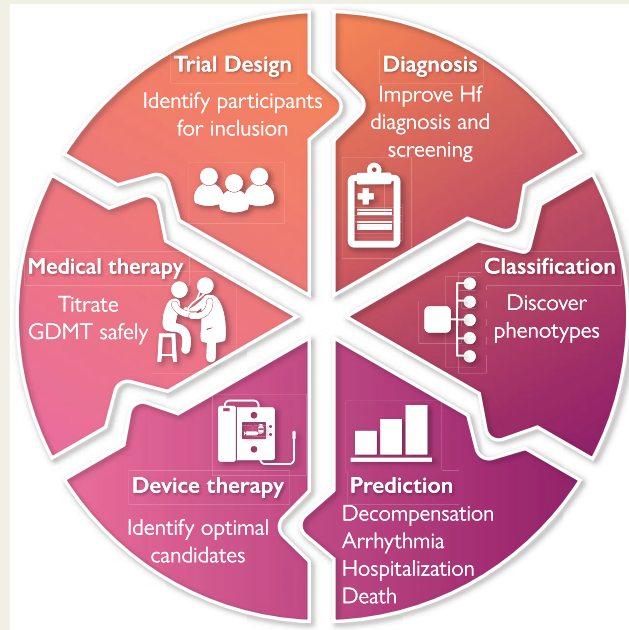 Trial Design
Identify participants
for inclusion
Diagnosis
Improve Hf
diagnosis and
screening
Classification
Discover
phenotypes
Prediction
Decompensation
Arrhythmia
Hospitalization
Death
Device therapy
Identify optimal
candidates
Medical therapy
Titrate
GDMT safely